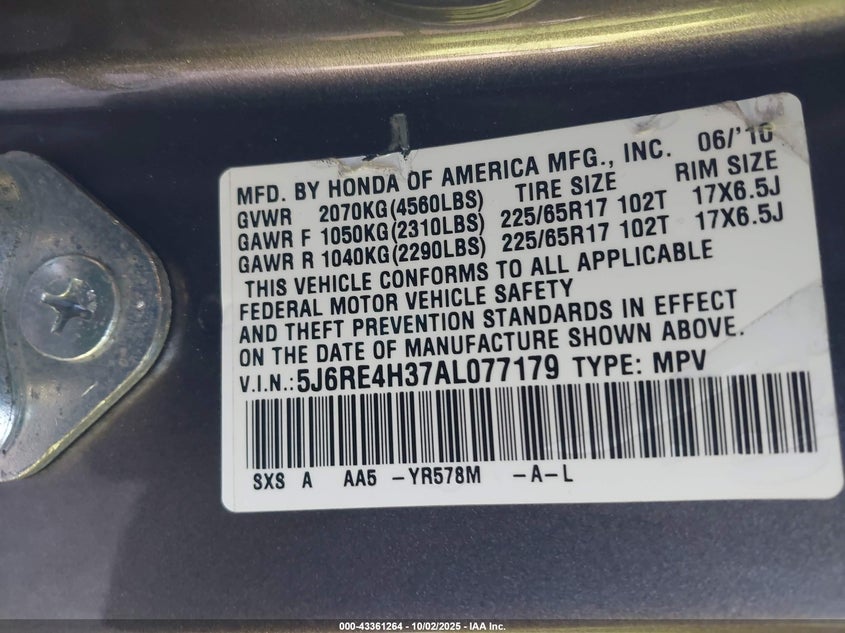 MFD. BY HONDA OF AMERICA MFG., INC. 06/'10
GVWR 2070KG(4560LBS) TIRE SIZE RIM SIZE
GAWR F 1050KG(2310LBS) 225/65R17 102T 17X6.5J
GAWR R 1040KG(2290LBS) 225/65R17 102T 17X6.5J
THIS VEHICLE CONFORMS TO ALL APPLICABLE
FEDERAL MOTOR VEHICLE SAFETY
AND THEFT PREVENTION STANDARDS IN EFFECT
ON THE DATE OF MANUFACTURE SHOWN ABOVE.
V.I.N.:5J6RE4H37AL077179 TYPE: MPV
SXS A AA5 -YR578M -A-L
000-43361264 - 10/02/2025 - IAA Inc.